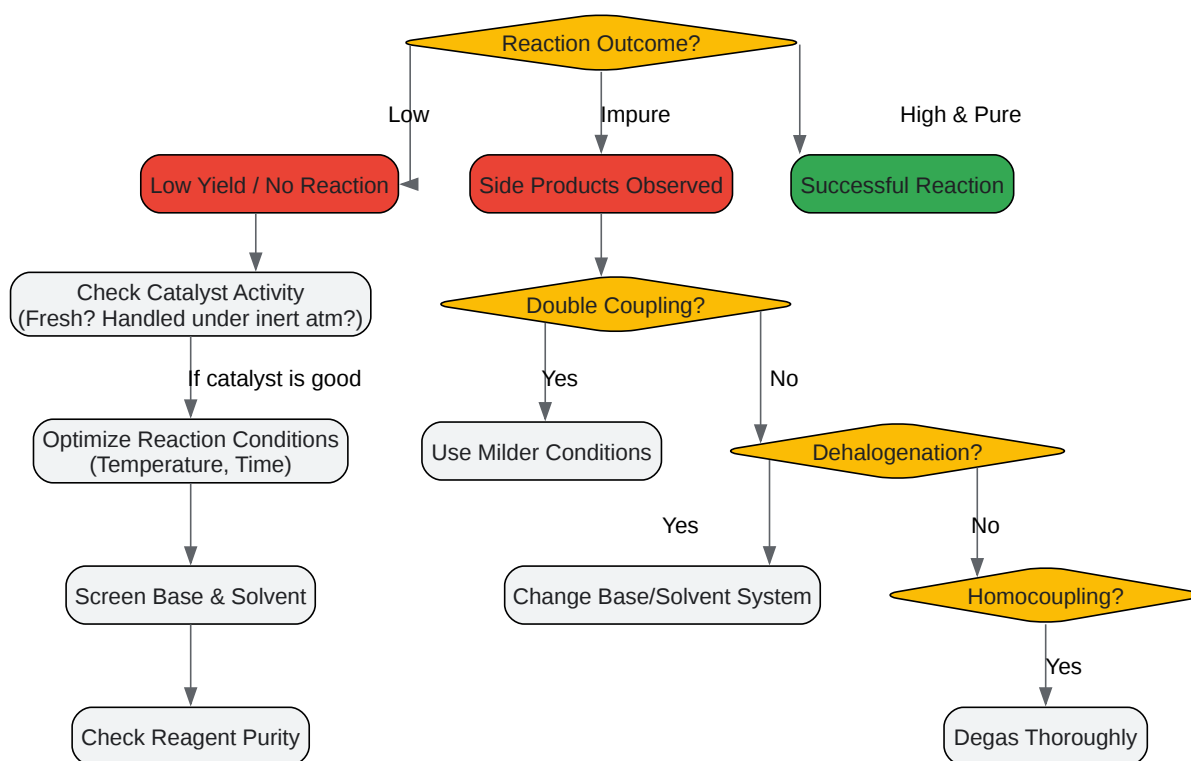 Reaction Outcome?
Low
Impure
High & Pure
Low Yield / No Reaction
Side Products Observed
Successful Reaction
Check Catalyst Activity
(Fresh? Handled under inert atm?)
Double Coupling?
If catalyst is good
Yes
No
Optimize Reaction Conditions
(Temperature, Time)
Use Milder Conditions
Dehalogenation?
Yes
No
Screen Base & Solvent
Change Base/Solvent System
Homocoupling?
Yes
Check Reagent Purity
Degas Thoroughly